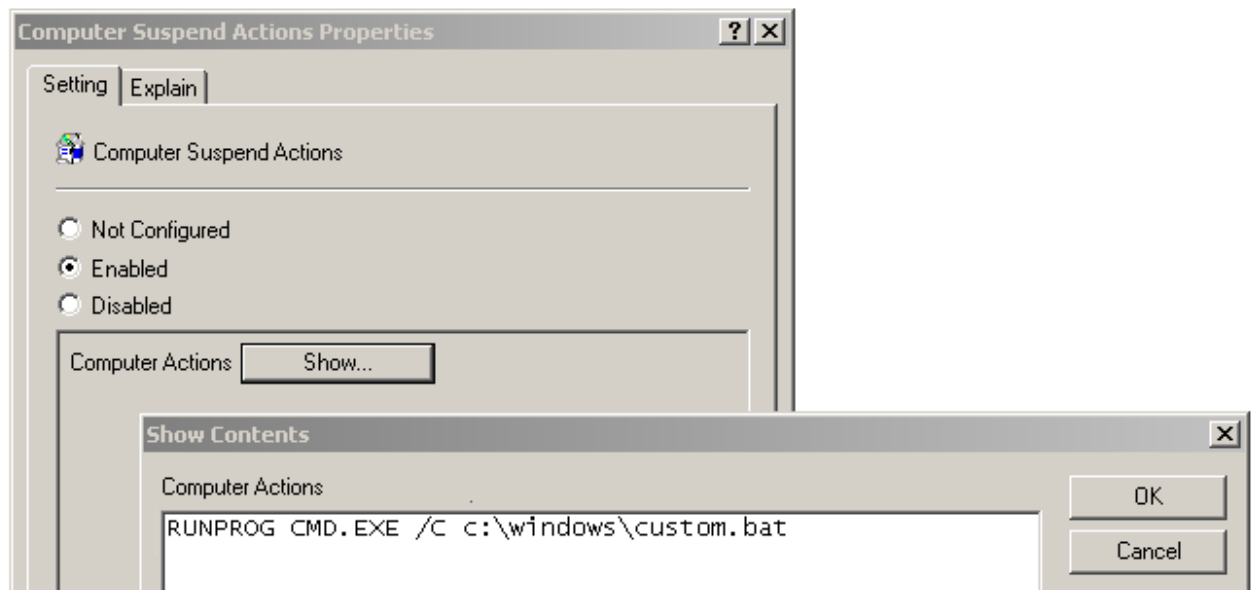 Computer Suspend Actions Properties
Setting
Explain
Computer Suspend Actions
Not Configured
Enabled
Disabled
Computer Actions
Show...
Show Contents
Computer Actions
OK
RUNPROG CMD.EXE /C c:\windows\custom.bat
Cancel